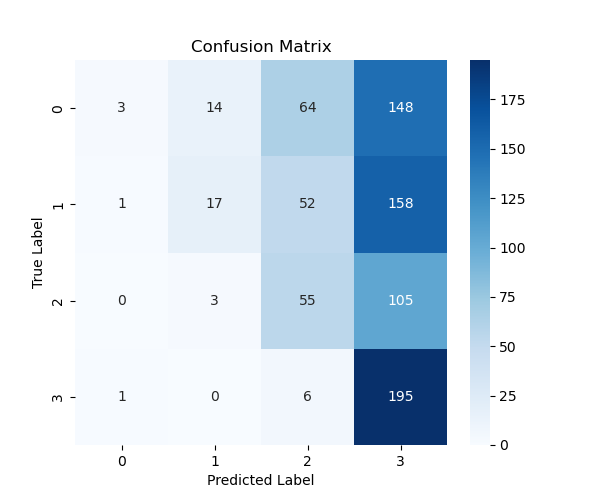 Confusion Matrix
0 3 14 64 148
1 1 17 52 158
2 0 3 55 105
3 1 0 6 195
0 1 2 3
True Label
Predicted Label
175
150
125
100
75
50
25
0